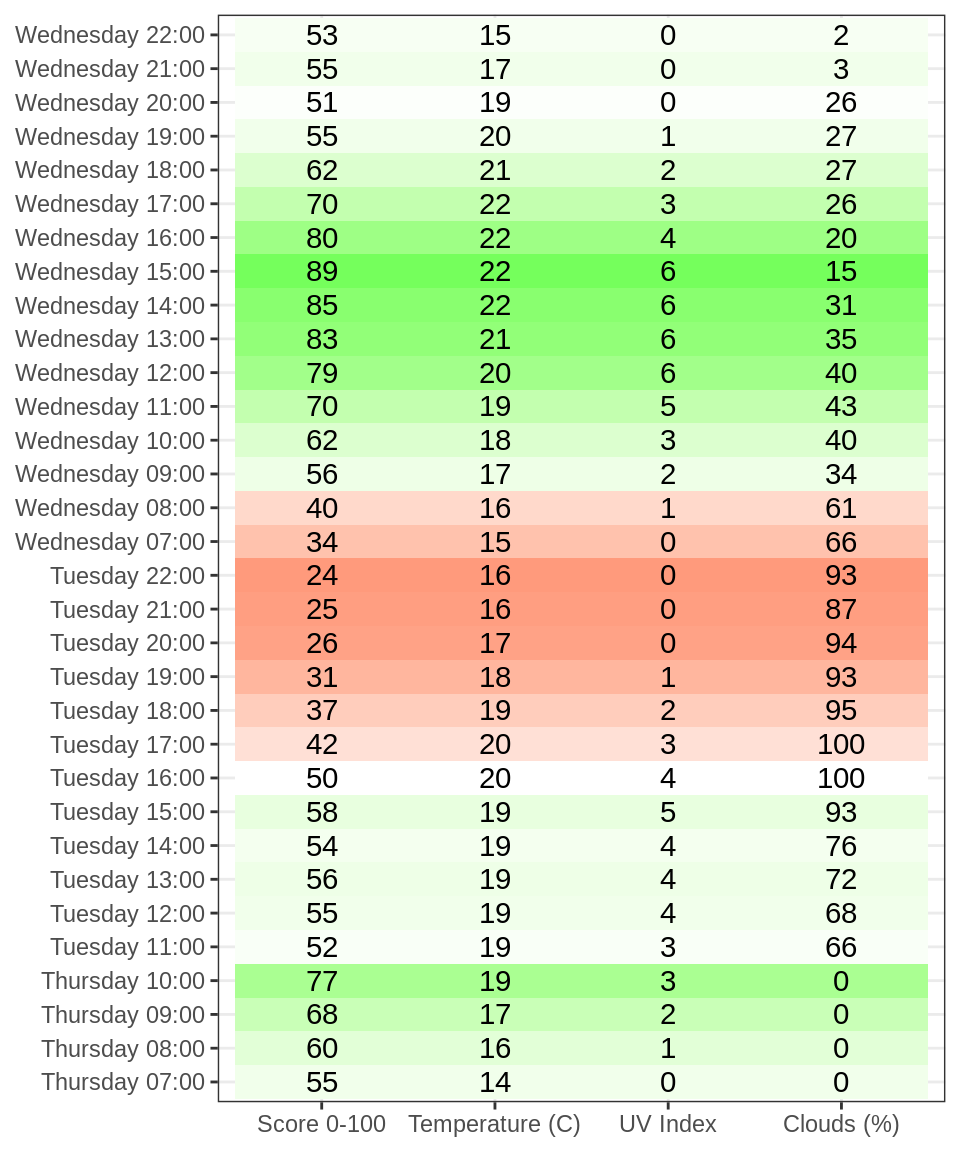 Wednesday 22:00 53 15 0 2
Wednesday 21:00 55 17 0 3
Wednesday 20:00 51 19 0 26
Wednesday 19:00 55 20 1 27
Wednesday 18:00 62 21 2 27
Wednesday 17:00 70 22 3 26
Wednesday 16:00 80 22 4 20
Wednesday 15:00 89 22 6 15
Wednesday 14:00 85 22 6 31
Wednesday 13:00 83 21 6 35
Wednesday 12:00 79 20 6 40
Wednesday 11:00 70 19 5 43
Wednesday 10:00 62 18 3 40
Wednesday 09:00 56 17 2 34
Wednesday 08:00 40 16 1 61
Wednesday 07:00 34 15 0 66
Tuesday 22:00 24 16 0 93
Tuesday 21:00 25 16 0 87
Tuesday 20:00 26 17 0 94
Tuesday 19:00 31 18 1 93
Tuesday 18:00 37 19 2 95
Tuesday 17:00 42 20 3 100
Tuesday 16:00 50 20 4 100
Tuesday 15:00 58 19 5 93
Tuesday 14:00 54 19 4 76
Tuesday 13:00 56 19 4 72
Tuesday 12:00 55 19 4 68
Tuesday 11:00 52 19 3 66
Thursday 10:00 77 19 3 0
Thursday 09:00 68 17 2 0
Thursday 08:00 60 16 1 0
Thursday 07:00 55 14 0 0
Score 0-100 Temperature (C) UV Index Clouds (%)